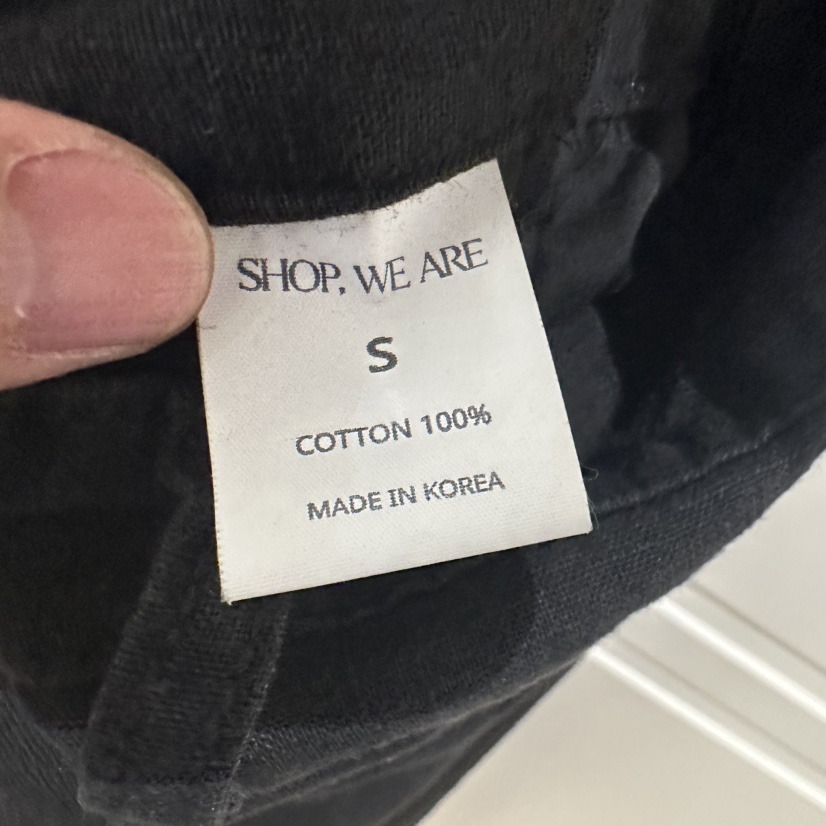 SHOP, WE ARE
S
COTTON 100%
MADE IN KOREA